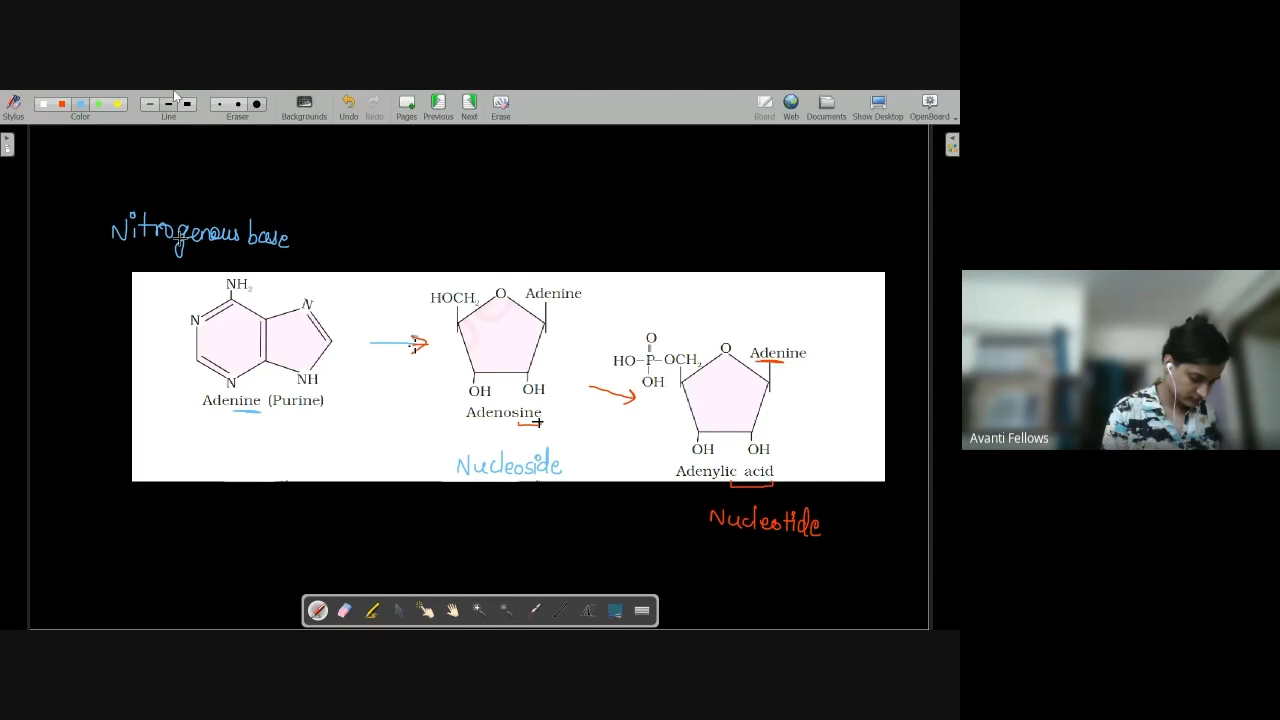 Stylus
Color
Line
Eraser
Backgrounds
Undo
Redo
Pages
Previous
Next
Erase
Board
Web
Documents
Show Desktop
OpenBoard
Nitrogenous base
NH₂
N
N
N
NH
Adenine (Purine)
HOCH₂
O
Adenine
OH
OH
Adenosine
Nucleoside
O
HO-P-OCH₂
OH
O
Adenine
OH
OH
Adenylic acid
Nucleotide
Avanti Fellows